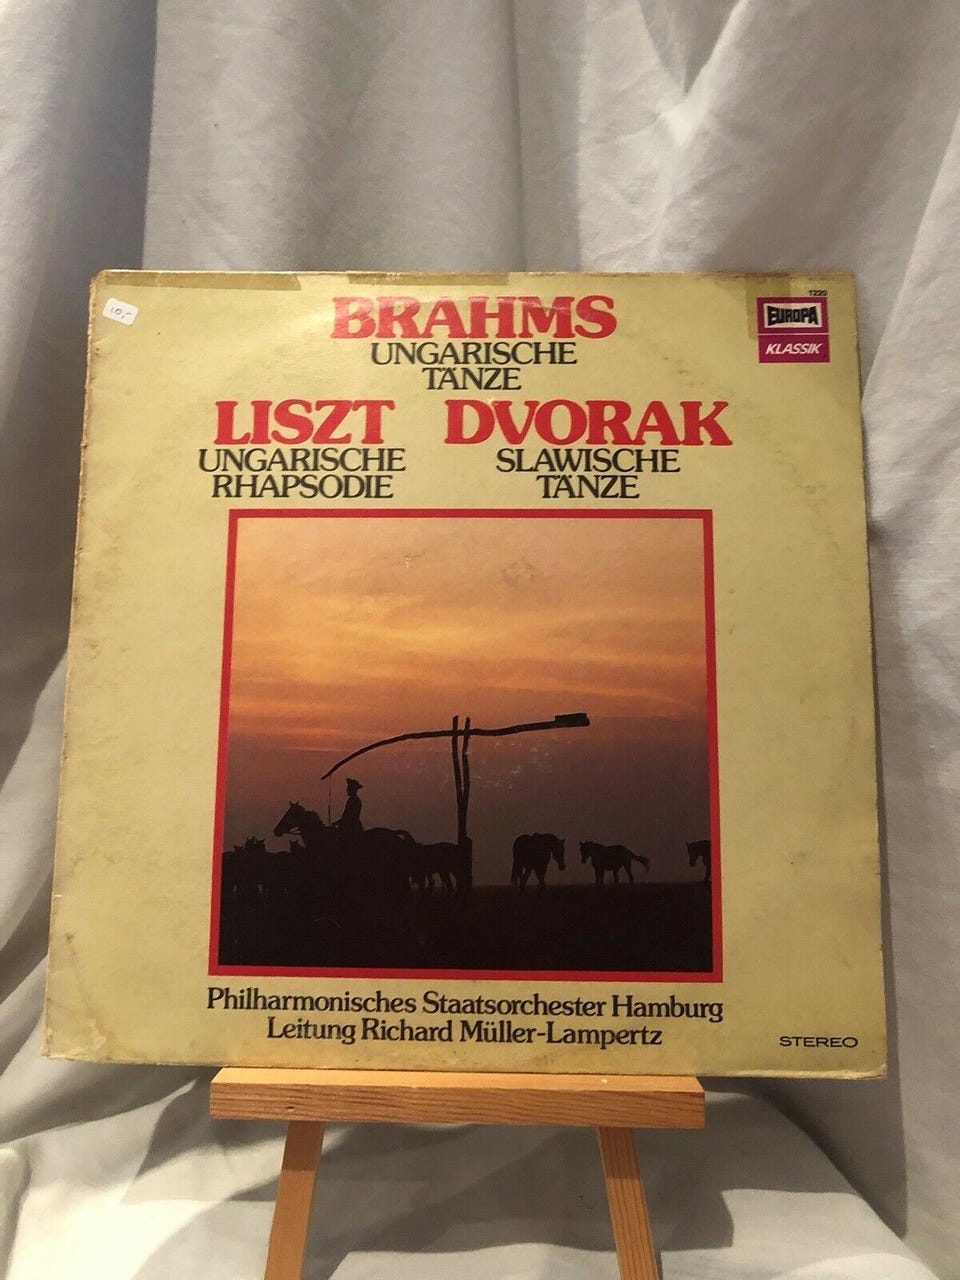 1220
EUROPA
KLASSIK
BRAHMS
UNGARISCHE
TÄNZE
LISZT
UNGARISCHE
RHAPSODIE
DVORAK
SLAWISCHE
TÄNZE
Philharmonisches Staatsorchester Hamburg
Leitung Richard Müller-Lampertz
STEREO